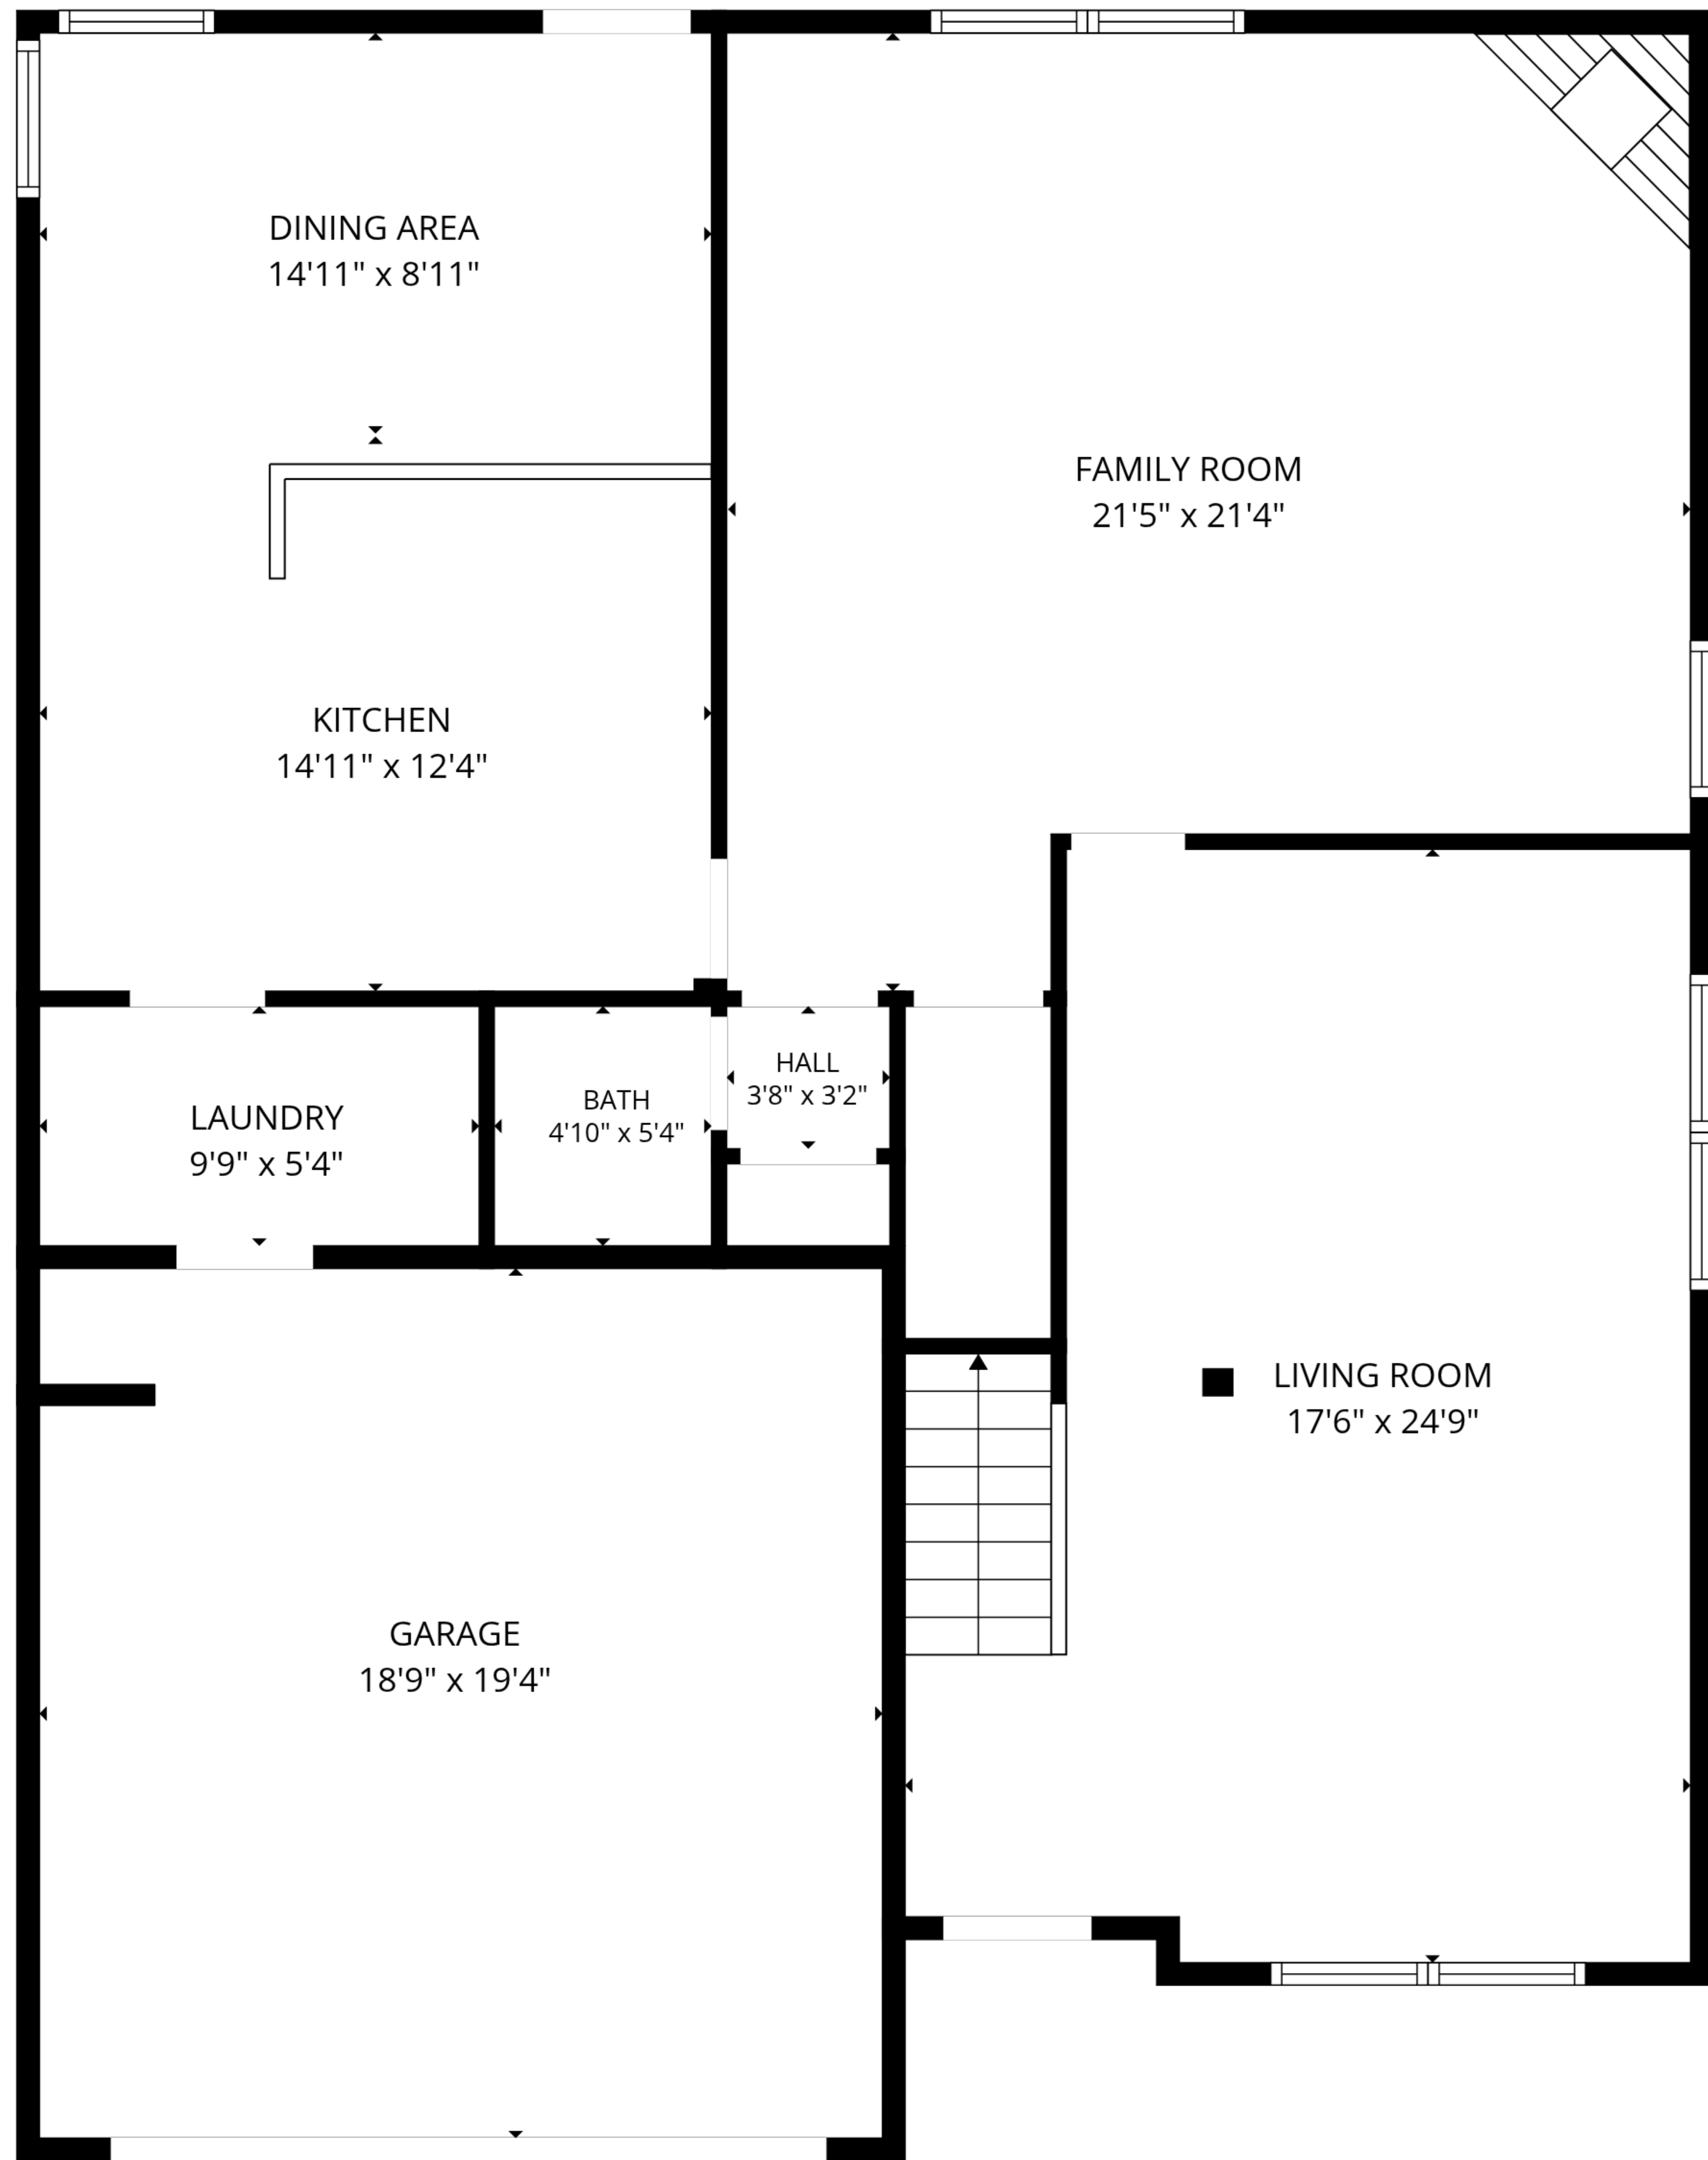 DINING AREA
14'11" x 8'11"
FAMILY ROOM
21'5" x 21'4"
KITCHEN
14'11" x 12'4"
HALL
3'8" x 3'2"
BATH
4'10" x 5'4"
LAUNDRY
9'9" x 5'4"
LIVING ROOM
17'6" x 24'9"
GARAGE
18'9" x 19'4"